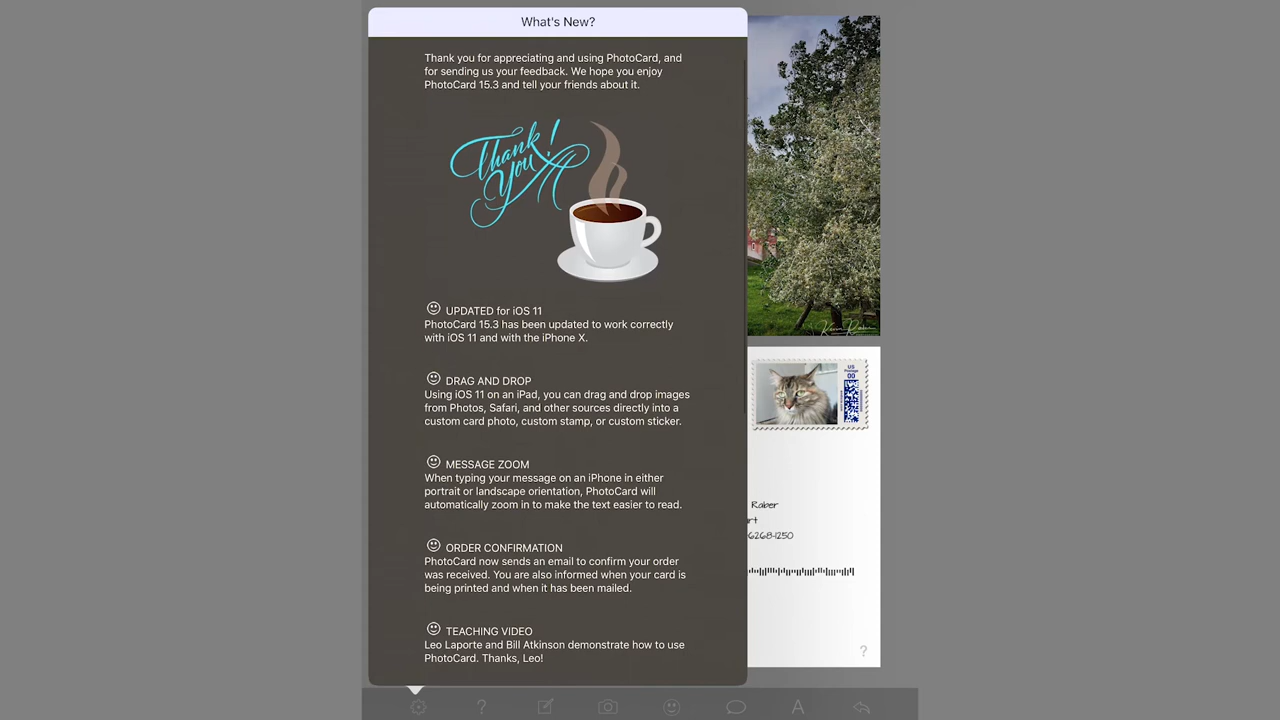 What's New?
Thank you for appreciating and using PhotoCard, and
for sending us your feedback. We hope you enjoy
PhotoCard 15.3 and tell your friends about it.
Thank
You!
UPDATED for iOS 11
PhotoCard 15.3 has been updated to work correctly
with iOS 11 and with the iPhone X.
DRAG AND DROP
Using iOS 11 on an iPad, you can drag and drop images
from Photos, Safari, and other sources directly into a
custom card photo, custom stamp, or custom sticker.
MESSAGE ZOOM
When typing your message on an iPhone in either
portrait or landscape orientation, PhotoCard will
automatically zoom in to make the text easier to read.
ORDER CONFIRMATION
PhotoCard now sends an email to confirm your order
was received. You are also informed when your card is
being printed and when it has been mailed.
TEACHING VIDEO
Leo Laporte and Bill Atkinson demonstrate how to use
PhotoCard. Thanks, Leo!
Kevin Raber
US
Postage
00
Raber
rt
6268-1250
?
?
A